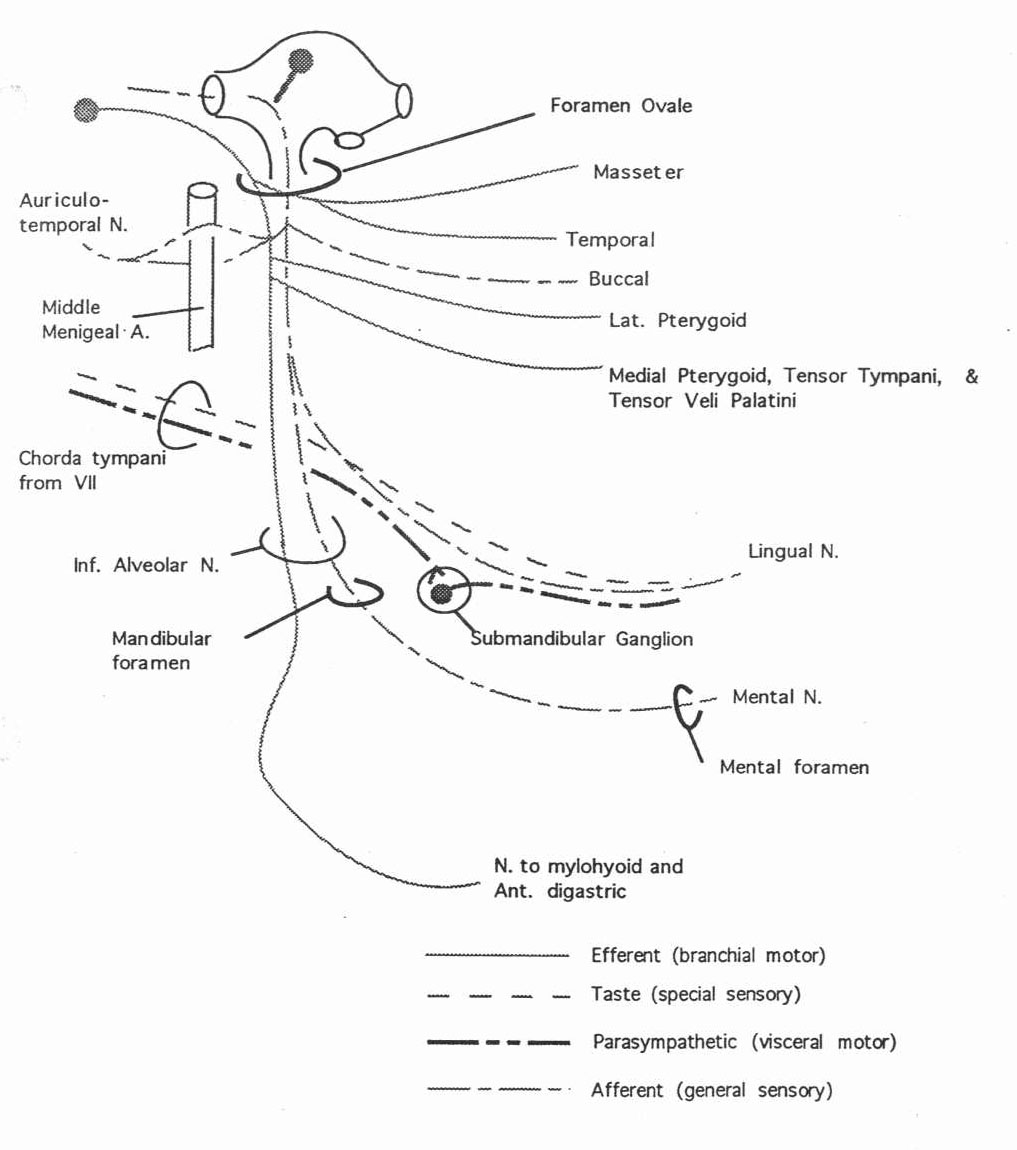 Foramen Ovale
Masseter
Auriculo-
temporal N.
Temporal
Buccal
Middle
Menigeal A.
Lat. Pterygoid
Medial Pterygoid, Tensor Tympani, &
Tensor Veli Palatini
Chorda tympani
from VII
Lingual N.
Inf. Alveolar N.
Mandibular
foramen
Submandibular Ganglion
Mental N.
Mental foramen
N. to mylohyoid and
Ant. digastric
Efferent (branchial motor)
Taste (special sensory)
Parasympathetic (visceral motor)
Afferent (general sensory)